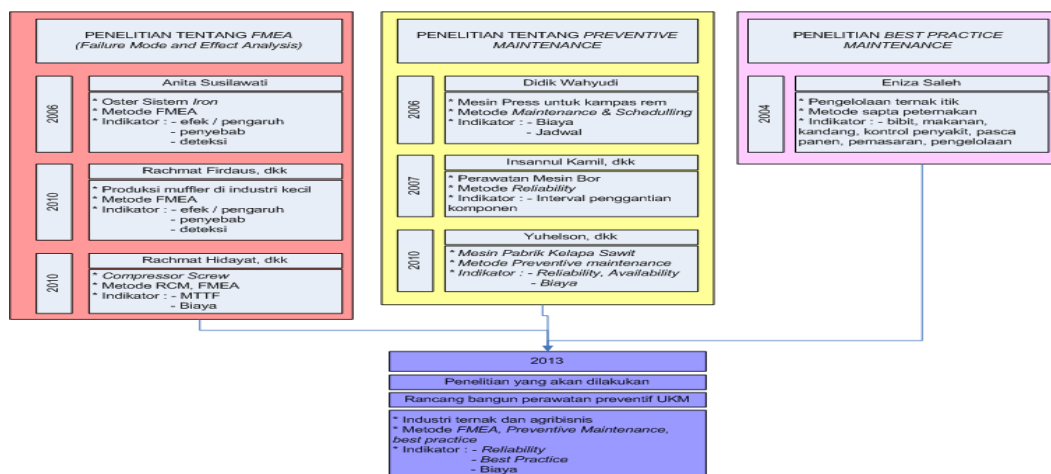 PENELITIAN TENTANG FMEA
(Failure Mode and Effect Analysis)
2006
Anita Susilawati
* Oster Sistem Iron
* Metode FMEA
* Indikator : - efek / pengaruh
- penyebab
- deteksi
2010
Rachmat Firdaus, dkk
* Produksi muffler di industri kecil
* Metode FMEA
* Indikator : - efek / pengaruh
- penyebab
- deteksi
2010
Rachmat Hidayat, dkk
* Compressor Screw
* Metode RCM, FMEA
* Indikator : - MTTF
- Biaya
PENELITIAN TENTANG PREVENTIVE
MAINTENANCE
2006
Didik Wahyudi
* Mesin Press untuk kampas rem
* Metode Maintenance & Schedulling
* Indikator : - Biaya
- Jadwal
2007
Insannul Kamil, dkk
* Perawatan Mesin Bor
* Metode Reliability
* Indikator : - Interval penggantian
komponen
2010
Yuhelson, dkk
* Mesin Pabrik Kelapa Sawit
* Metode Preventive maintenance
* Indikator : - Reliability, Availability
- Biaya
PENELITIAN BEST PRACTICE
MAINTENANCE
2004
Eniza Saleh
* Pengelolaan ternak itik
* Metode sapta peternakan
* Indikator : - bibit, makanan,
kandang, kontrol penyakit, pasca
panen, pemasaran, pengelolaan
2013
Penelitian yang akan dilakukan
Rancang bangun perawatan preventif UKM
* Industri ternak dan agribisnis
* Metode FMEA, Preventive Maintenance,
best practice
* Indikator : - Reliability
- Best Practice
- Biaya